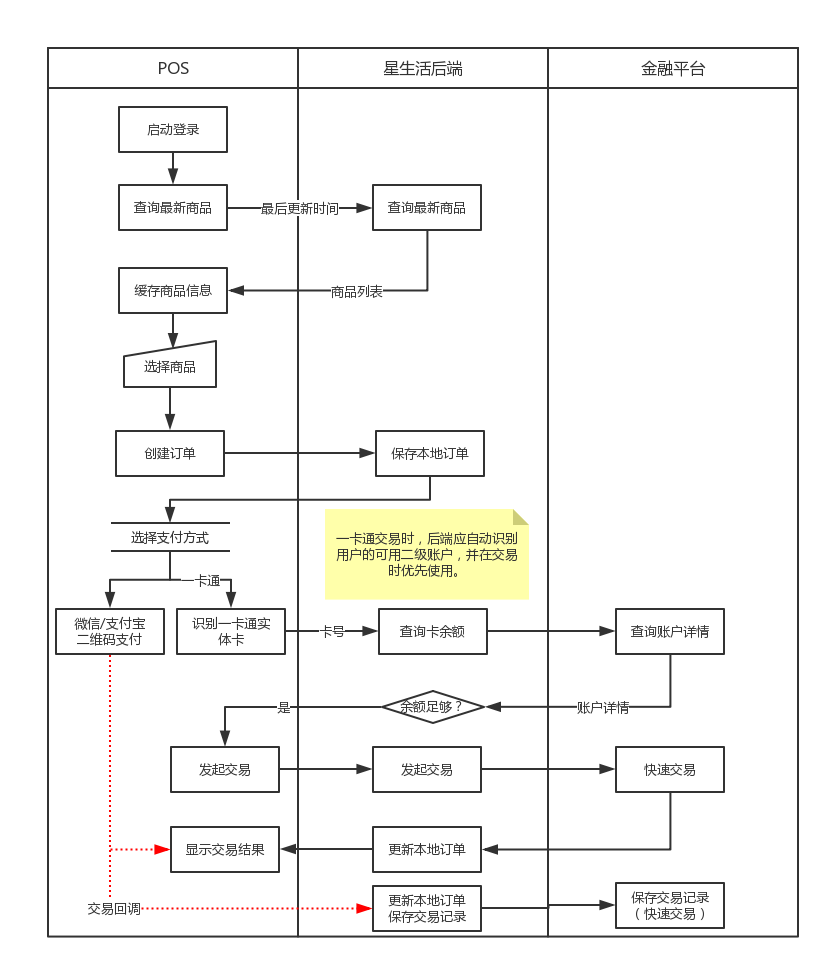 POS
星生活后端
金融平台
启动登录
查询最新商品
最后更新时间
查询最新商品
缓存商品信息
商品列表
选择商品
创建订单
保存本地订单
选择支付方式
一卡通交易时，后端应自动识别
用户的可用二级账户，并在交易
时优先使用。
一卡通
微信/支付宝
二维码支付
识别一卡通实
体卡
卡号
查询卡余额
查询账户详情
是
余额足够？
账户详情
发起交易
发起交易
快速交易
显示交易结果
更新本地订单
交易回调
更新本地订单
保存交易记录
保存交易记录
（快速交易）